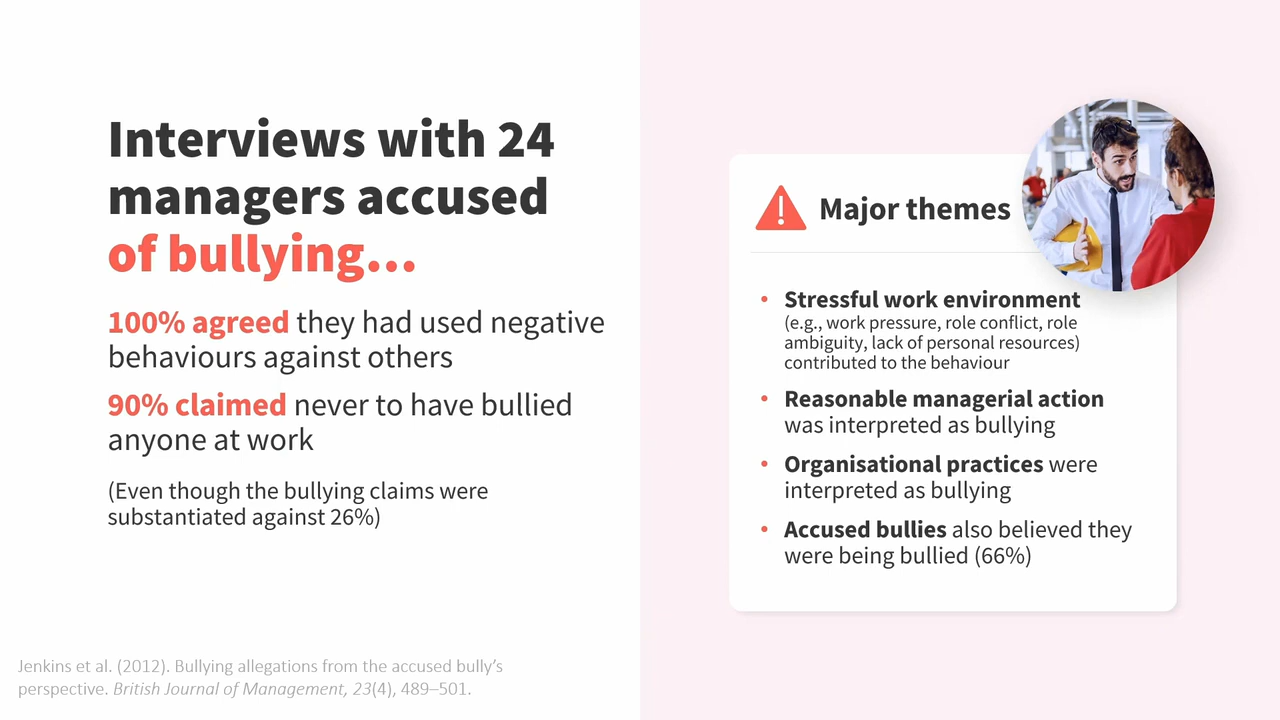 Interviews with 24
managers accused
of bullying...
100% agreed they had used negative
behaviours against others
90% claimed never to have bullied
anyone at work
(Even though the bullying claims were
substantiated against 26%)
Jenkins et al. (2012). Bullying allegations from the accused bully's
perspective. British Journal of Management, 23(4), 489–501.
Major themes
• Stressful work environment
(e.g., work pressure, role conflict, role
ambiguity, lack of personal resources)
contributed to the behaviour
• Reasonable managerial action
was interpreted as bullying
• Organisational practices were
interpreted as bullying
• Accused bullies also believed they
were being bullied (66%)